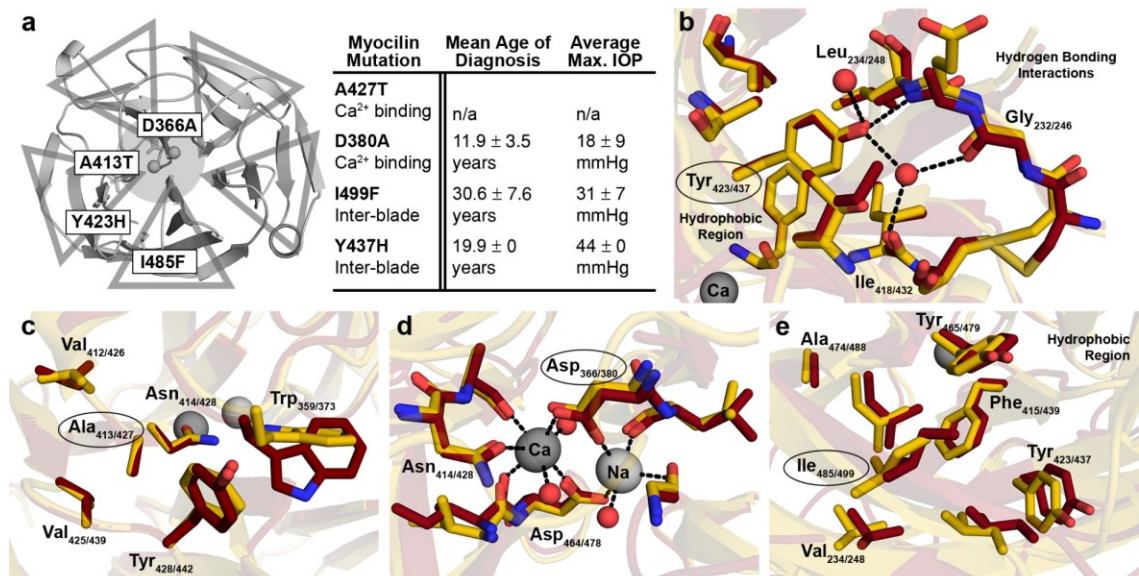 a
D366A
A413T
Y423H
I485F
Myocilin Mutation	Mean Age of Diagnosis	Average Max. IOP
A427T
Ca²⁺ binding	n/a	n/a
D380A	11.9 ± 3.5	18 ± 9
Ca²⁺ binding	years	mmHg
I499F	30.6 ± 7.6	31 ± 7
Inter-blade	years	mmHg
Y437H	19.9 ± 0	44 ± 0
Inter-blade	years	mmHg
b
Leu234/248
Hydrogen Bonding
Interactions
Gly232/246
Tyr423/437
Hydrophobic
Region
Ile418/432
Ca
c
Val412/426
Asn414/428
Trp359/373
Ala413/427
Val425/439
Tyr428/442
d
Asp366/380
Ca
Na
Asn414/428
Asp464/478
e
Tyr465/479
Ala474/488
Hydrophobic
Region
Phe415/439
Ile485/499
Tyr423/437
Val234/248